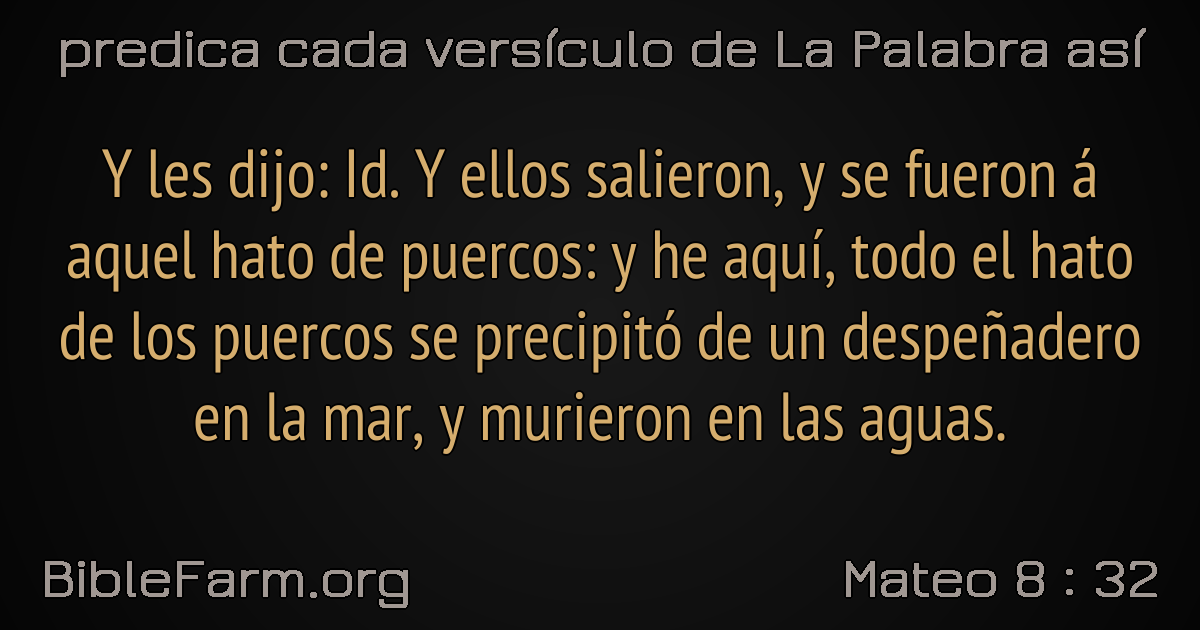 predica cada versículo de La Palabra así
Y les dijo: Id. Y ellos salieron, y se fueron á
aquel hato de puercos: y he aquí, todo el hato
de los puercos se precipitó de un despeñadero
en la mar, y murieron en las aguas.
BibleFarm.org
Mateo 8 : 32